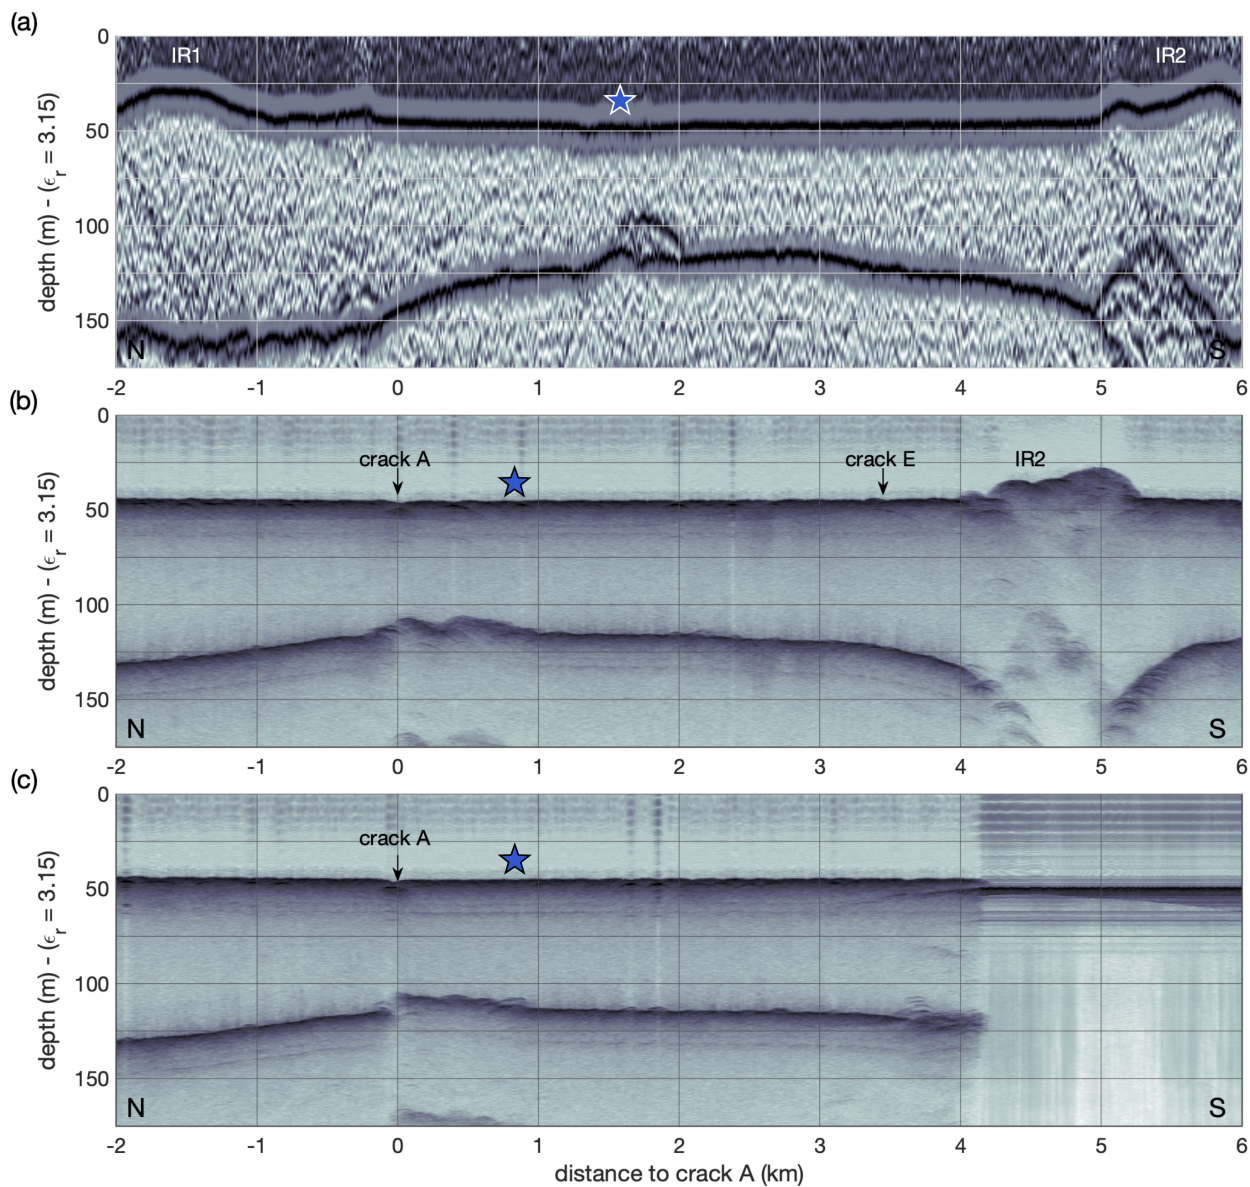 (a)
IR1
IR2
0
50
100
150
depth (m) - (ϵr = 3.15)
N
S
-2 -1 0 1 2 3 4 5 6
(b)
crack A
crack E
IR2
0
50
100
150
depth (m) - (ϵr = 3.15)
N
S
-2 -1 0 1 2 3 4 5 6
(c)
crack A
0
50
100
150
depth (m) - (ϵr = 3.15)
N
S
-2 -1 0 1 2 3 4 5 6
distance to crack A (km)